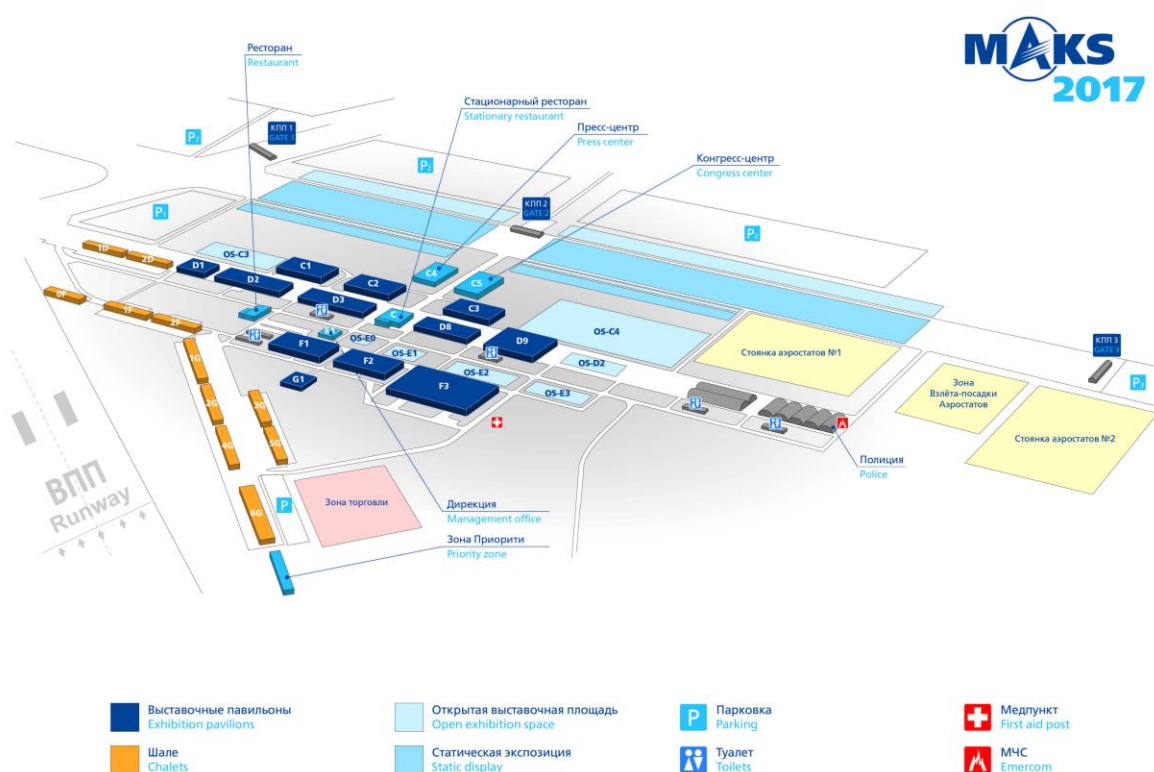 MAKS
2017
Ресторан
Restaurant
Стационарный ресторан
Stationary restaurant
Пресс-центр
Press center
Конгресс-центр
Congress center
КПП 1
GATE 1
КПП 2
GATE 2
КПП 3
GATE 3
P2
P2
P1
P2
P3
1D
2D
D1
D2
OS-C3
C1
C2
C4
C5
C3
D3
C
D8
D9
OS-C4
OS-D2
0F
1F
2F
E1
OS-E0
OS-E1
OS-E2
OS-E3
F1
F2
F3
G1
1G
2G
3G
4G
5G
6G
P
Стоянка аэростатов №1
Зона
Взлёта-посадки
Аэростатов
Стоянка аэростатов №2
Полиция
Police
ВПП
Runway
Зона торговли
Дирекция
Management office
Зона Приорити
Priority zone
Выставочные павильоны
Exhibition pavilions
Открытая выставочная площадь
Open exhibition space
P
Парковка
Parking
Медпункт
First aid post
Шале
Chalets
Статическая экспозиция
Static display
Туалет
Toilets
МЧС
Emercom